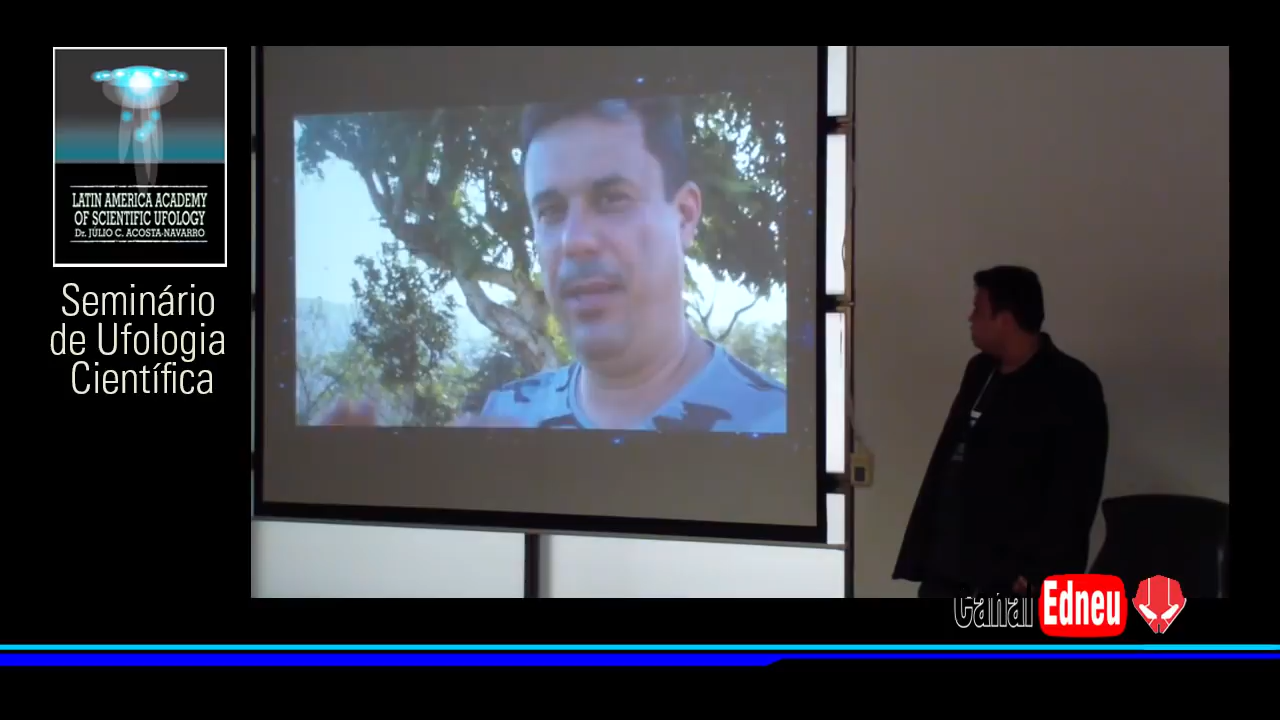 LATIN AMERICA ACADEMY
OF SCIENTIFIC UFOLOGY
Dr. JÚLIO C. ACOSTA-NAVARRO
Seminário
de Ufologia
Científica
Canal Edneu